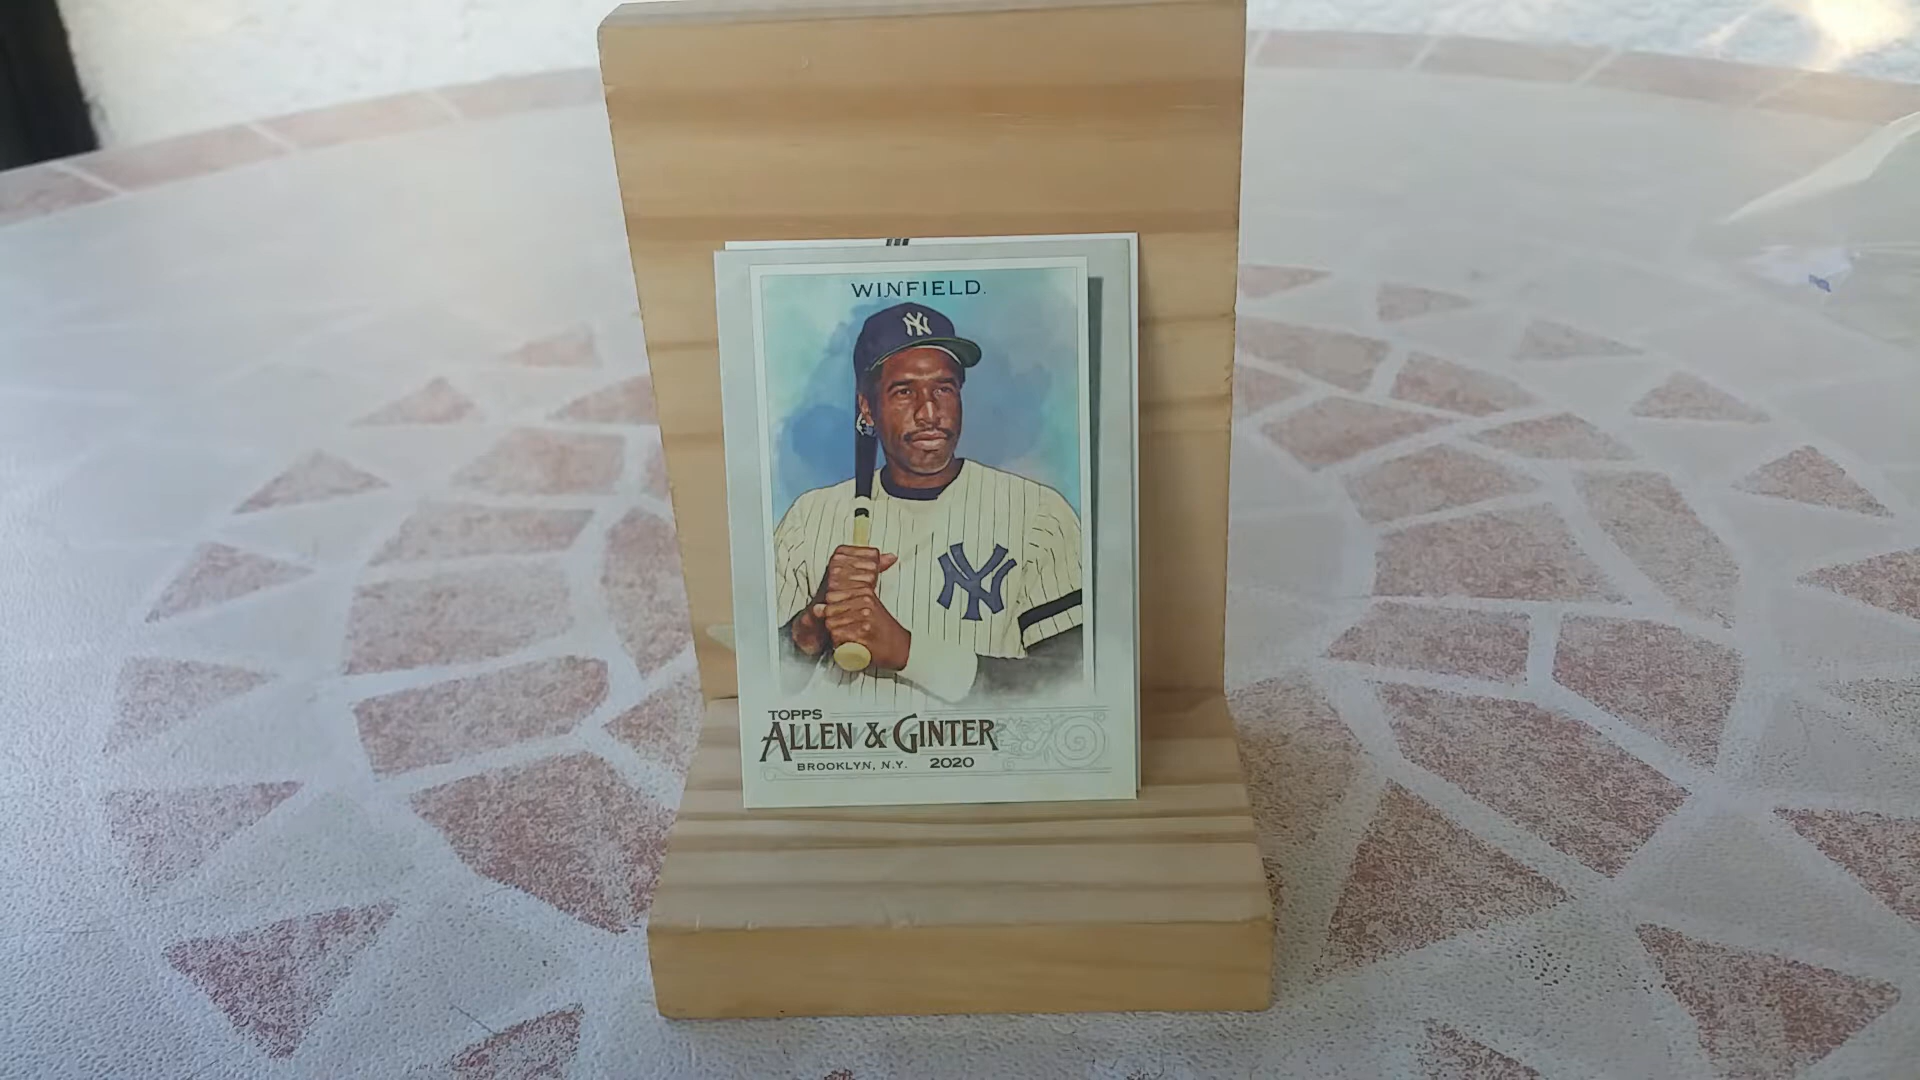 WINFIELD.
NY
NY
TOPPS
ALLEN & GINTER
BROOKLYN, N.Y. 2020